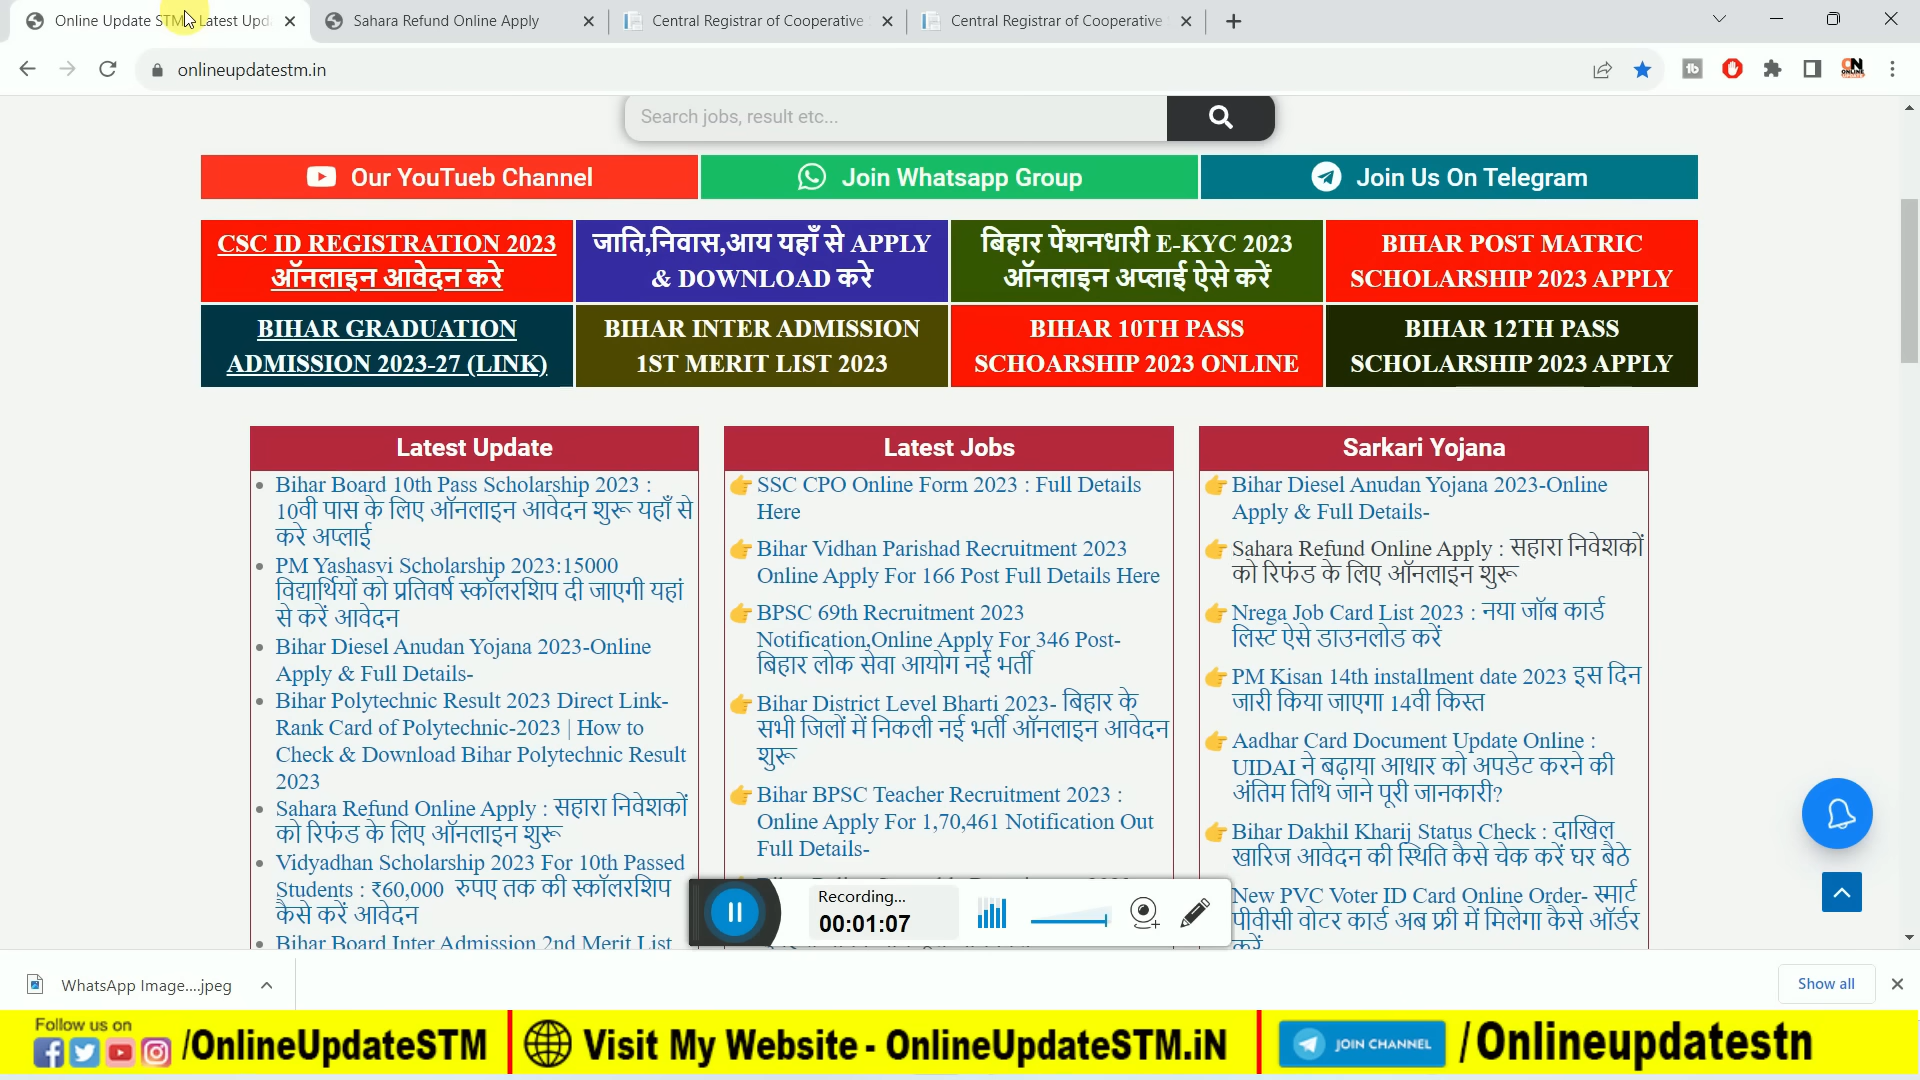 Online Update STM - Latest Upd
Sahara Refund Online Apply
Central Registrar of Cooperative
Central Registrar of Cooperative
onlineupdatestm.in
Search jobs, result etc...
Our YouTueb Channel
Join Whatsapp Group
Join Us On Telegram
CSC ID REGISTRATION 2023
ऑनलाइन आवेदन करे
जाति,निवास,आय यहाँ से APPLY
& DOWNLOAD करे
बिहार पेंशनधारी E-KYC 2023
ऑनलाइन अप्लाई ऐसे करें
BIHAR POST MATRIC
SCHOLARSHIP 2023 APPLY
BIHAR GRADUATION
ADMISSION 2023-27 (LINK)
BIHAR INTER ADMISSION
1ST MERIT LIST 2023
BIHAR 10TH PASS
SCHOARSHIP 2023 ONLINE
BIHAR 12TH PASS
SCHOLARSHIP 2023 APPLY
Latest Update
Bihar Board 10th Pass Scholarship 2023 :
10वी पास के लिए ऑनलाइन आवेदन शुरू यहाँ से
करे अप्लाई
PM Yashasvi Scholarship 2023:15000
विद्यार्थियों को प्रतिवर्ष स्कॉलरशिप दी जाएगी यहां
से करें आवेदन
Bihar Diesel Anudan Yojana 2023-Online
Apply & Full Details-
Bihar Polytechnic Result 2023 Direct Link-
Rank Card of Polytechnic-2023 | How to
Check & Download Bihar Polytechnic Result
2023
Sahara Refund Online Apply : सहारा निवेशकों
को रिफंड के लिए ऑनलाइन शुरू
Vidyadhan Scholarship 2023 For 10th Passed
Students : ₹60,000 रुपए तक की स्कॉलरशिप
कैसे करें आवेदन
Bihar Board Inter Admission 2nd Merit List
Latest Jobs
SSC CPO Online Form 2023 : Full Details
Here
Bihar Vidhan Parishad Recruitment 2023
Online Apply For 166 Post Full Details Here
BPSC 69th Recruitment 2023
Notification,Online Apply For 346 Post-
बिहार लोक सेवा आयोग नई भर्ती
Bihar District Level Bharti 2023- बिहार के
सभी जिलों में निकली नई भर्ती ऑनलाइन आवेदन
शुरू
Bihar BPSC Teacher Recruitment 2023 :
Online Apply For 1,70,461 Notification Out
Full Details-
Sarkari Yojana
Bihar Diesel Anudan Yojana 2023-Online
Apply & Full Details-
Sahara Refund Online Apply : सहारा निवेशकों
को रिफंड के लिए ऑनलाइन शुरू
Nrega Job Card List 2023 : नया जॉब कार्ड
लिस्ट ऐसे डाउनलोड करें
PM Kisan 14th installment date 2023 इस दिन
जारी किया जाएगा 14वी किस्त
Aadhar Card Document Update Online :
UIDAI ने बढ़ाया आधार को अपडेट करने की
अंतिम तिथि जाने पूरी जानकारी?
Bihar Dakhil Kharij Status Check : दाखिल
खारिज आवेदन की स्थिति कैसे चेक करें घर बैठे
New PVC Voter ID Card Online Order- स्मार्ट
पीवीसी वोटर कार्ड अब फ्री में मिलेगा कैसे ऑर्डर
करें
Recording...
00:01:07
WhatsApp Image....jpeg
Show all
Follow us on
/OnlineUpdateSTM
Visit My Website - OnlineUpdateSTM.iN
JOIN CHANNEL
/Onlineupdatestn